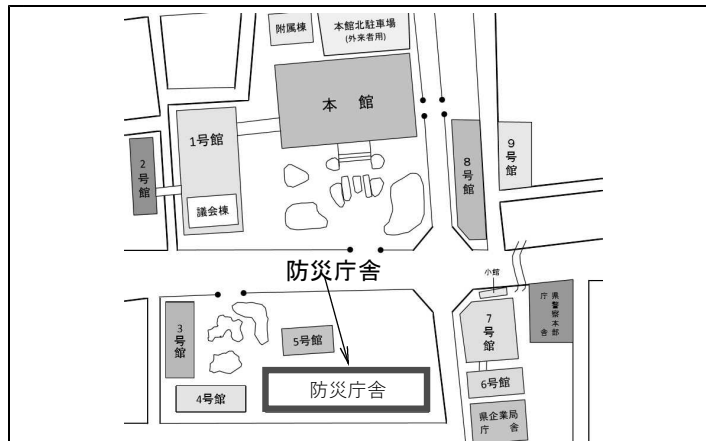 附属棟
本館北駐車場
(外来者用)
本館
1号館
2号館
議会棟
8号館
9号館
防災庁舎
小館
3号館
5号館
7号館
県警察本部
庁舎
防災庁舎
4号館
6号館
県企業局
庁舎